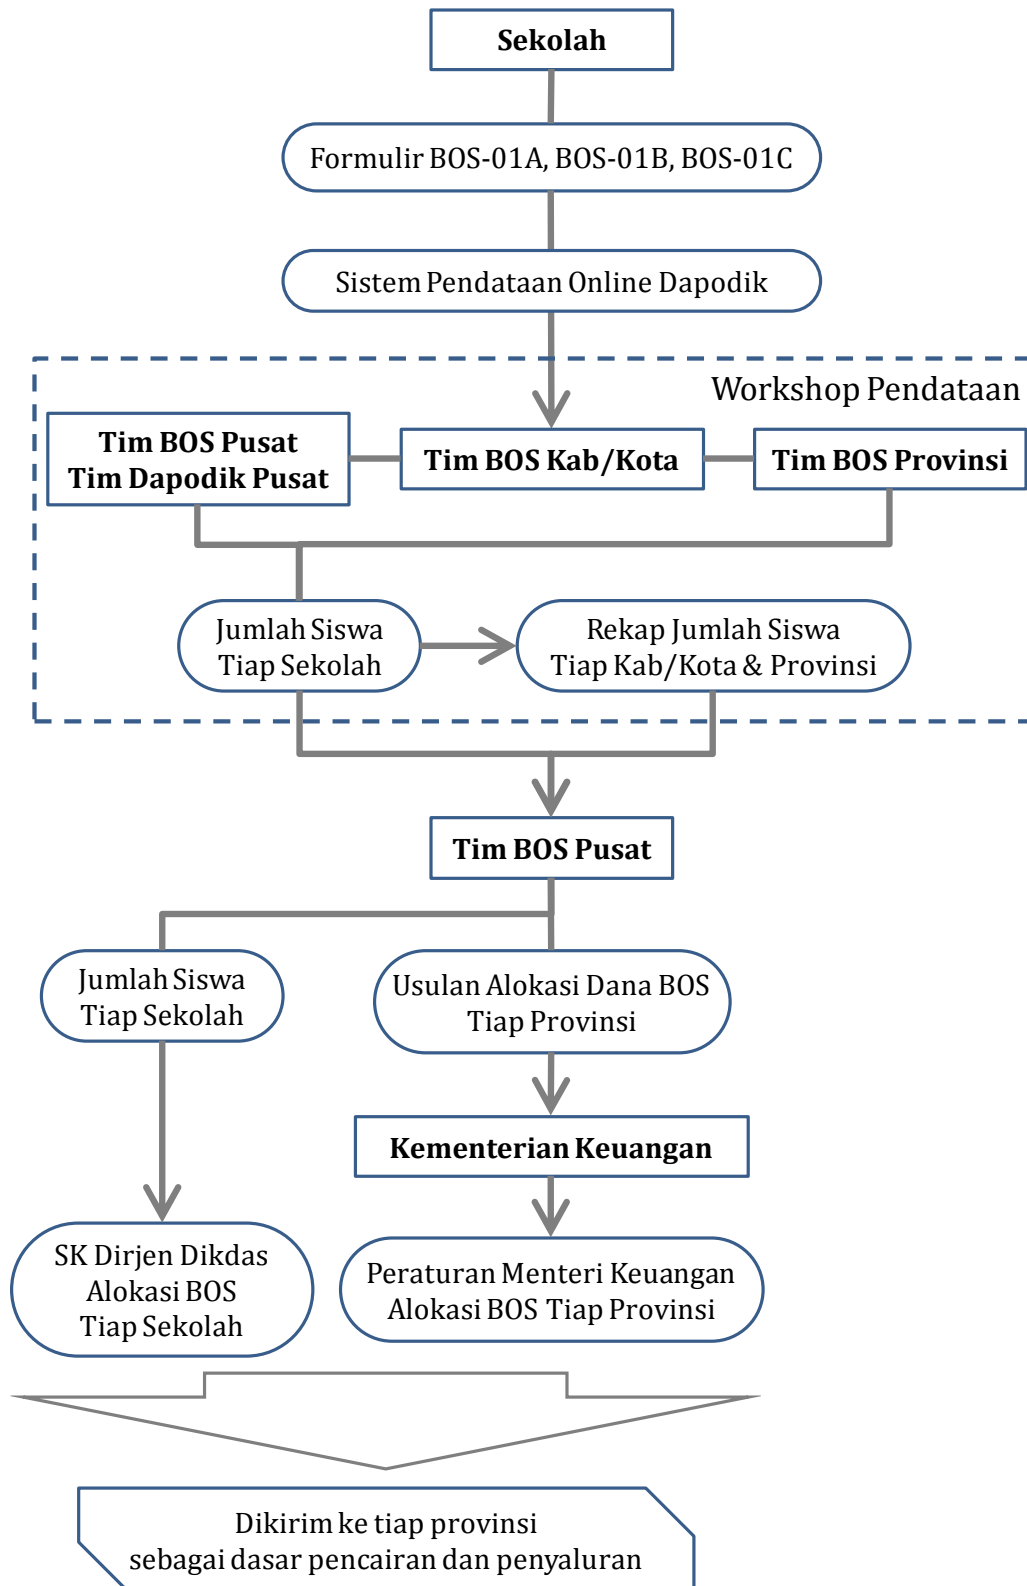 Sekolah
Formulir BOS-01A, BOS-01B, BOS-01C
Sistem Pendataan Online Dapodik
Workshop Pendataan
Tim BOS Pusat
Tim Dapodik Pusat
Tim BOS Kab/Kota
Tim BOS Provinsi
Jumlah Siswa
Tiap Sekolah
Rekap Jumlah Siswa
Tiap Kab/Kota & Provinsi
Tim BOS Pusat
Jumlah Siswa
Tiap Sekolah
Usulan Alokasi Dana BOS
Tiap Provinsi
Kementerian Keuangan
SK Dirjen Dikdas
Alokasi BOS
Tiap Sekolah
Peraturan Menteri Keuangan
Alokasi BOS Tiap Provinsi
Dikirim ke tiap provinsi
sebagai dasar pencairan dan penyaluran